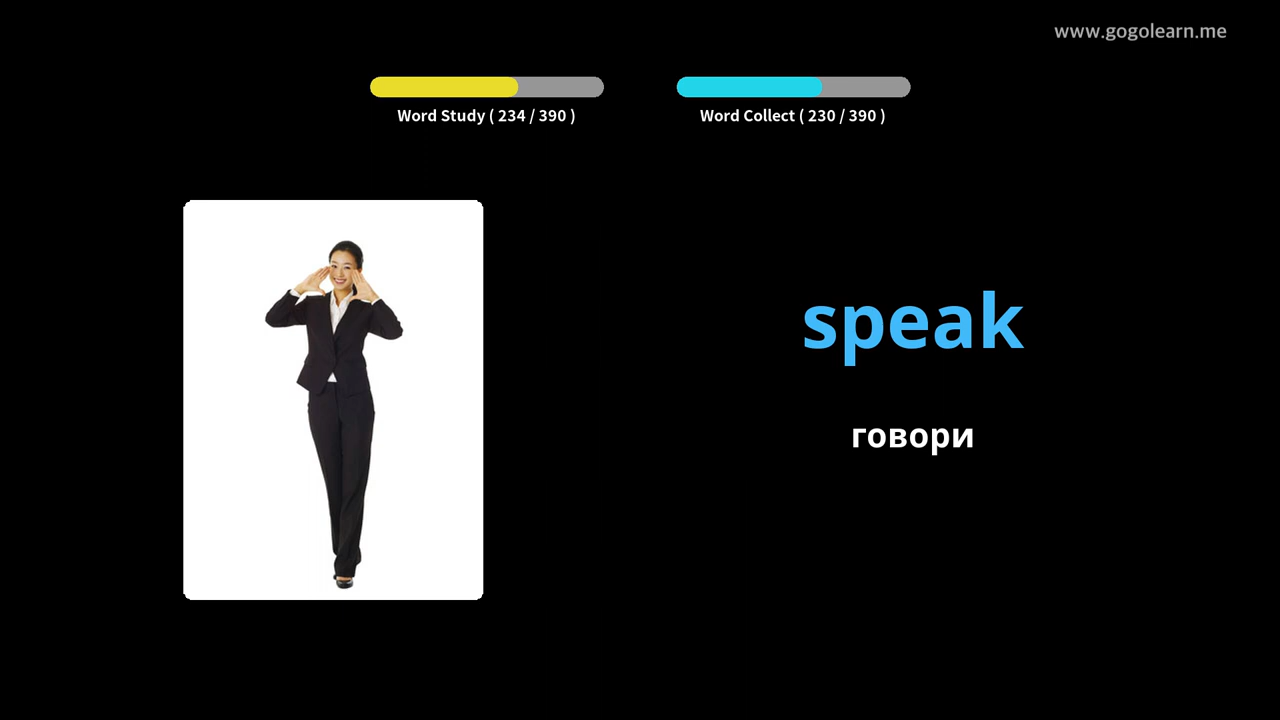 www.gogolearn.me
Word Study ( 234 / 390 )
Word Collect ( 230 / 390 )
speak
говори